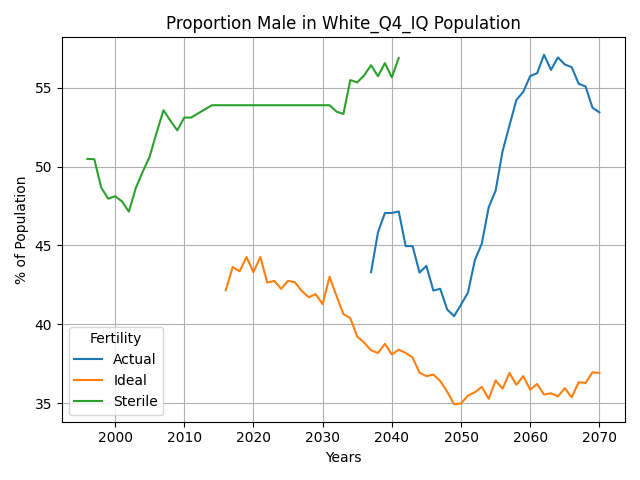 Proportion Male in White_Q4_IQ Population
% of Population
55
50
45
40
35
Fertility
Actual
Ideal
Sterile
2000 2010 2020 2030 2040 2050 2060 2070
Years